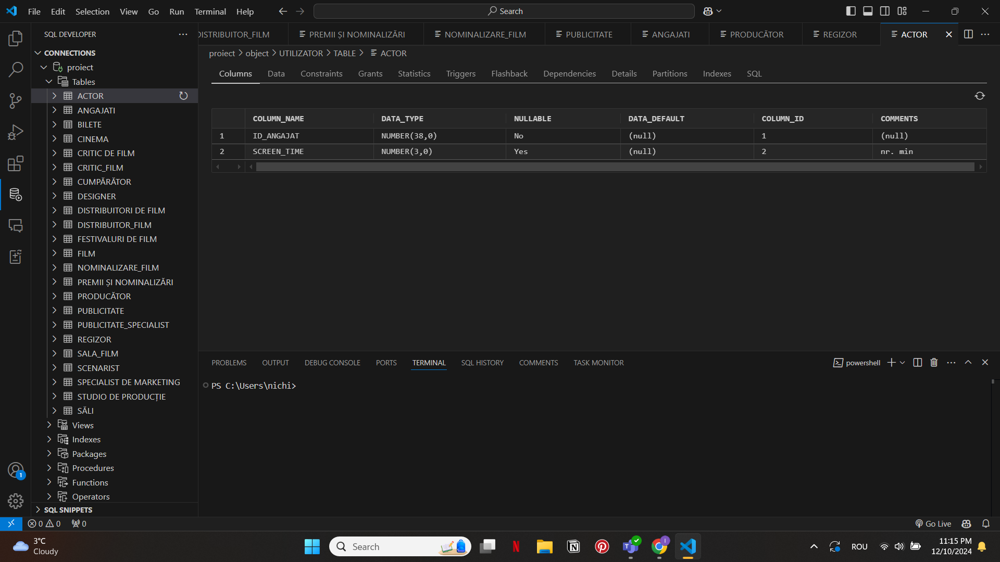 File Edit Selection View Go Run Terminal Help Search
SQL DEVELOPER
DISTRIBUITOR_FILM PREMII ȘI NOMINALIZĂRI NOMINALIZARE_FILM PUBLICITATE ANGAJATI PRODUCĂTOR REGIZOR ACTOR
CONNECTIONS
proiect
Tables
ACTOR
ANGAJATI
BILETE
CINEMA
CRITIC DE FILM
CRITIC_FILM
CUMPĂRĂTOR
DESIGNER
DISTRIBUITORI DE FILM
DISTRIBUITOR_FILM
FESTIVALURI DE FILM
FILM
NOMINALIZARE_FILM
PREMII ȘI NOMINALIZĂRI
PRODUCĂTOR
PUBLICITATE
PUBLICITATE_SPECIALIST
REGIZOR
SALA_FILM
SCENARIST
SPECIALIST DE MARKETING
STUDIO DE PRODUCȚIE
SĂLI
Views
Indexes
Packages
Procedures
Functions
Operators
SQL SNIPPETS
proiect > object > UTILIZATOR > TABLE > ACTOR
Columns Data Constraints Grants Statistics Triggers Flashback Dependencies Details Partitions Indexes SQL
COLUMN_NAME DATA_TYPE NULLABLE DATA_DEFAULT COLUMN_ID COMMENTS
1 ID_ANGAJAT NUMBER(38,0) No (null) 1 (null)
2 SCREEN_TIME NUMBER(3,0) Yes (null) 2 nr. min
PROBLEMS OUTPUT DEBUG CONSOLE PORTS TERMINAL SQL HISTORY COMMENTS TASK MONITOR powershell
PS C:\Users\nichi>
1
0 0 0 Go Live
3°C
Cloudy
Search
T
I
ROU
11:15 PM
12/10/2024